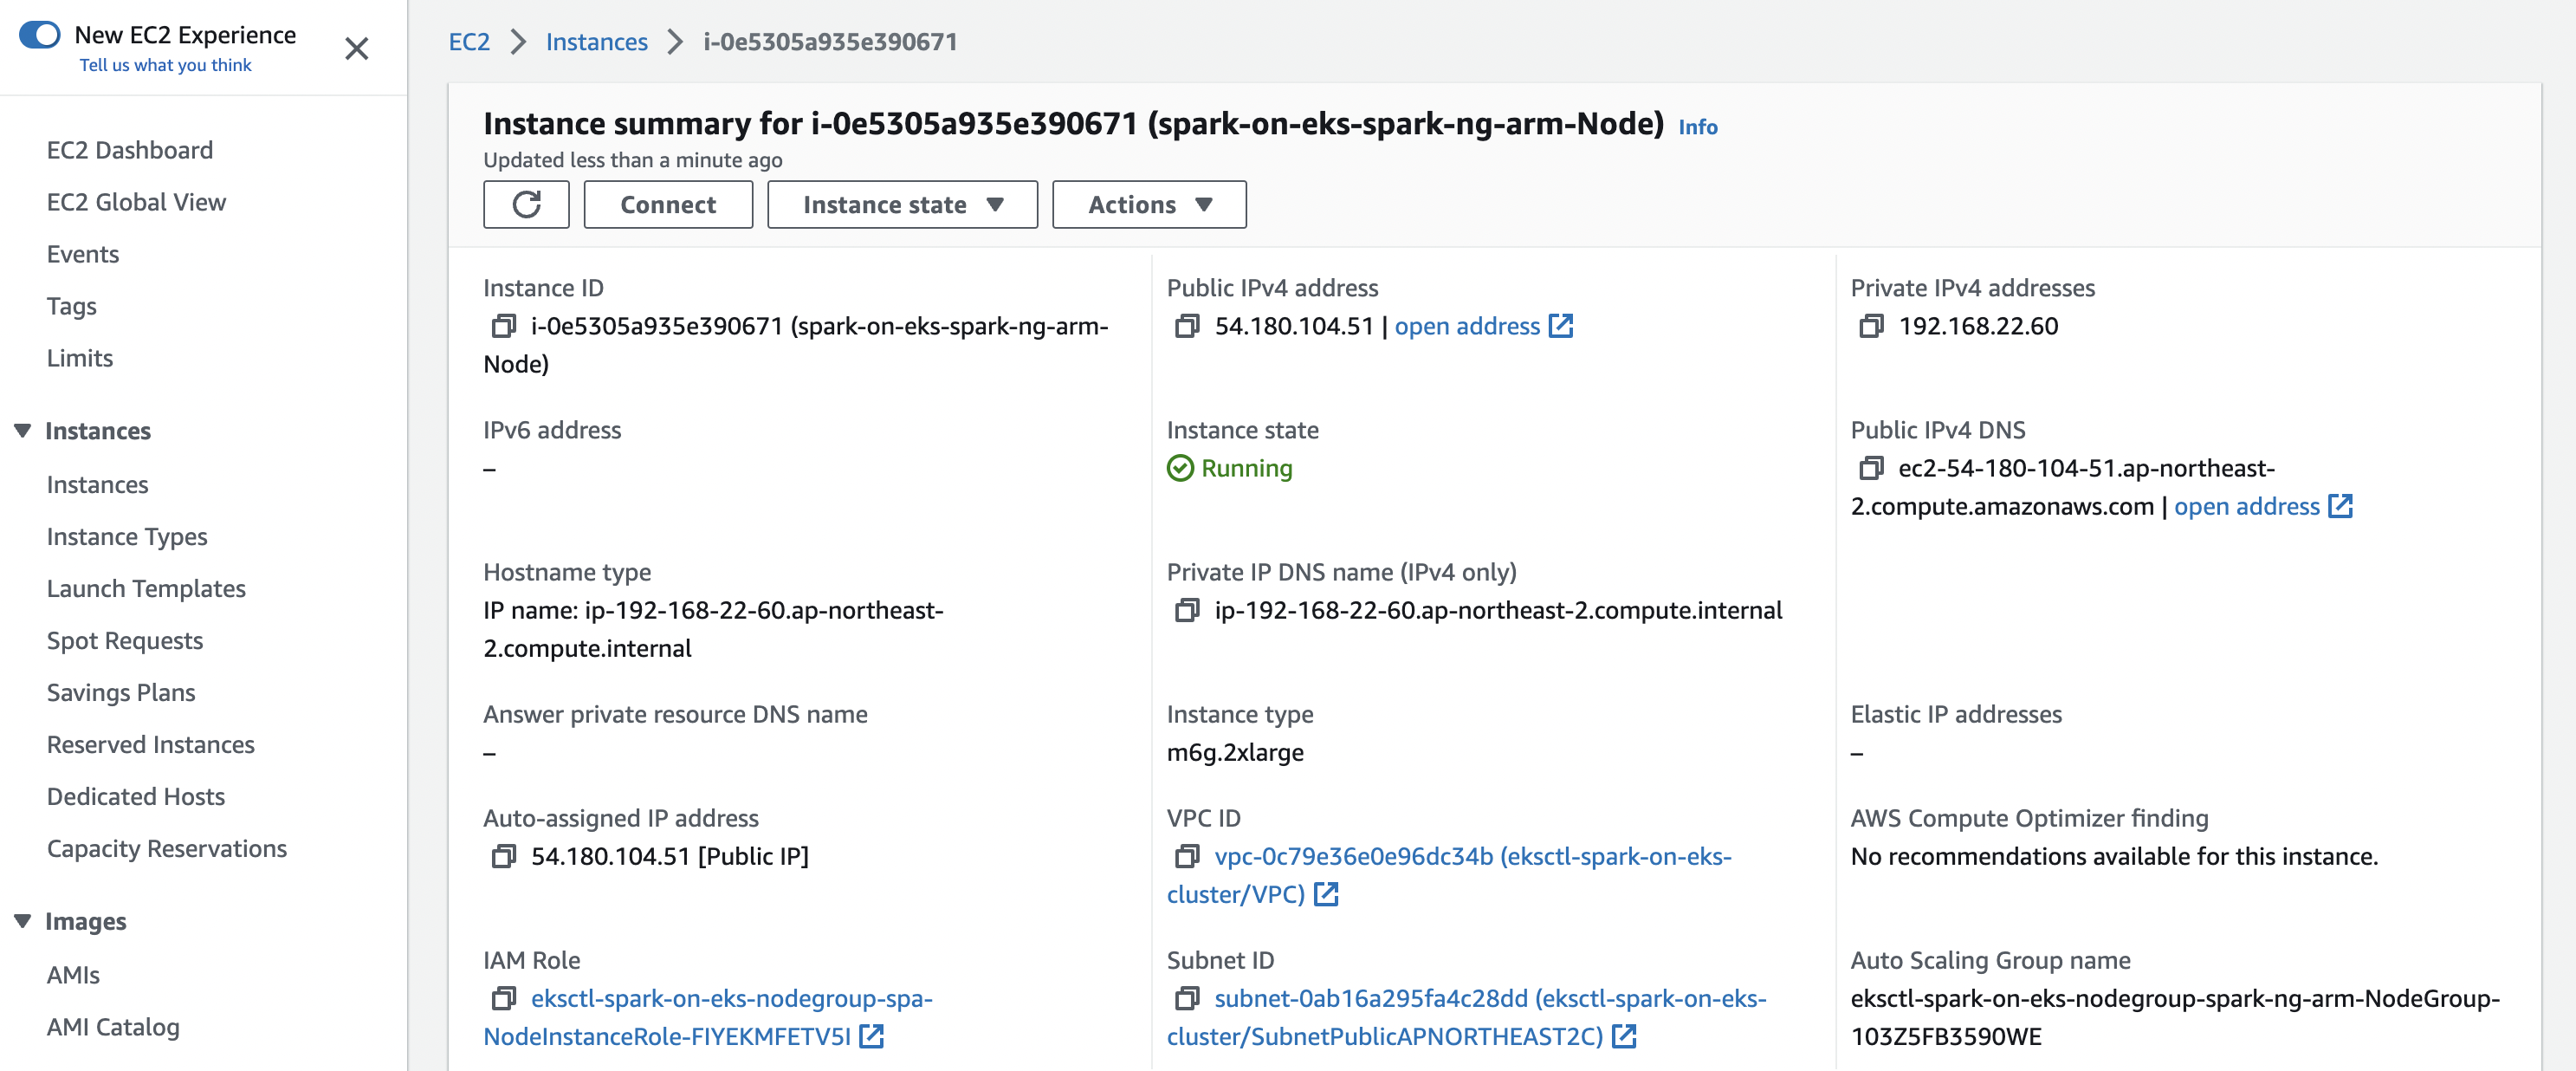 New EC2 Experience
Tell us what you think
EC2 Dashboard
EC2 Global View
Events
Tags
Limits
Instances
Instances
Instance Types
Launch Templates
Spot Requests
Savings Plans
Reserved Instances
Dedicated Hosts
Capacity Reservations
Images
AMIs
AMI Catalog
EC2 > Instances > i-0e5305a935e390671
Instance summary for i-0e5305a935e390671 (spark-on-eks-spark-ng-arm-Node) Info
Updated less than a minute ago
Connect Instance state Actions
Instance ID
i-0e5305a935e390671 (spark-on-eks-spark-ng-arm-
Node)
Public IPv4 address
54.180.104.51 | open address
Private IPv4 addresses
192.168.22.60
IPv6 address
–
Instance state
Running
Public IPv4 DNS
ec2-54-180-104-51.ap-northeast-
2.compute.amazonaws.com | open address
Hostname type
IP name: ip-192-168-22-60.ap-northeast-
2.compute.internal
Private IP DNS name (IPv4 only)
ip-192-168-22-60.ap-northeast-2.compute.internal
Answer private resource DNS name
–
Instance type
m6g.2xlarge
Elastic IP addresses
–
Auto-assigned IP address
54.180.104.51 [Public IP]
VPC ID
vpc-0c79e36e0e96dc34b (eksctl-spark-on-eks-
cluster/VPC)
AWS Compute Optimizer finding
No recommendations available for this instance.
IAM Role
eksctl-spark-on-eks-nodegroup-spa-
NodeInstanceRole-FIYEKMFETV5I
Subnet ID
subnet-0ab16a295fa4c28dd (eksctl-spark-on-eks-
cluster/SubnetPublicAPNORTHEAST2C)
Auto Scaling Group name
eksctl-spark-on-eks-nodegroup-spark-ng-arm-NodeGroup-
103Z5FB3590WE